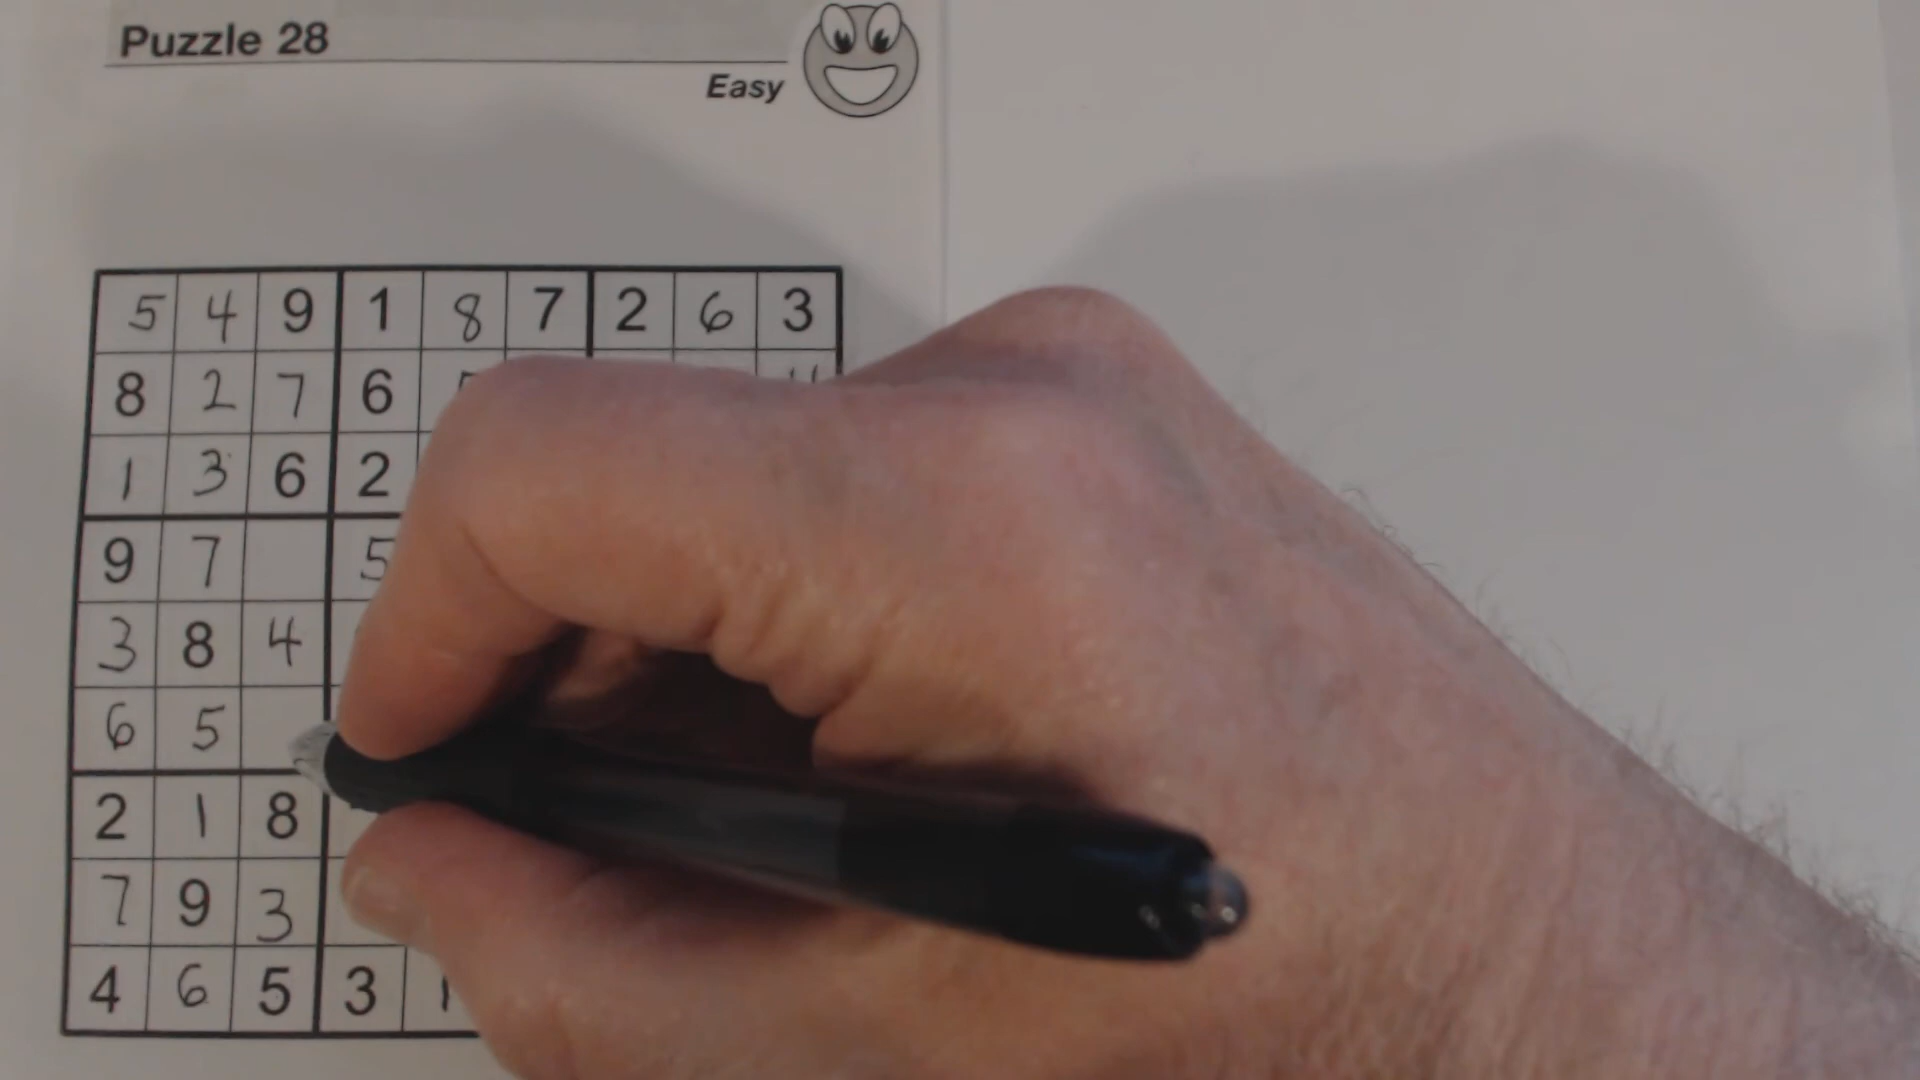 Puzzle 28
Easy
5 4 9 1 8 7 2 6 3
8 2 7 6
1 3 6 2
9 7 5
3 8 4
6 5
2 1 8
7 9 3
4 6 5 3 1